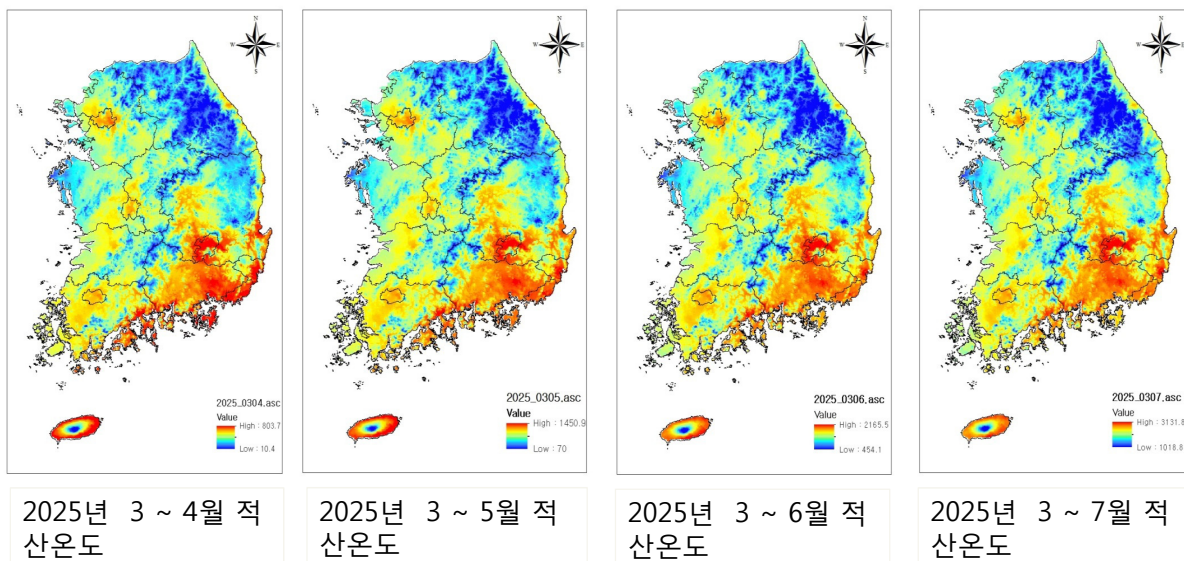 N
W
E
S
2025_0304.asc
Value
High : 803.7
Low : 10.4
2025년 3 ~ 4월 적
산온도
N
W
E
S
2025_0305.asc
Value
High : 1450.9
Low : 70
2025년 3 ~ 5월 적
산온도
N
W
E
S
2025_0306.asc
Value
High : 2165.5
Low : 454.1
2025년 3 ~ 6월 적
산온도
N
W
E
S
2025_0307.asc
Value
High : 3131.8
Low : 1018.8
2025년 3 ~ 7월 적
산온도